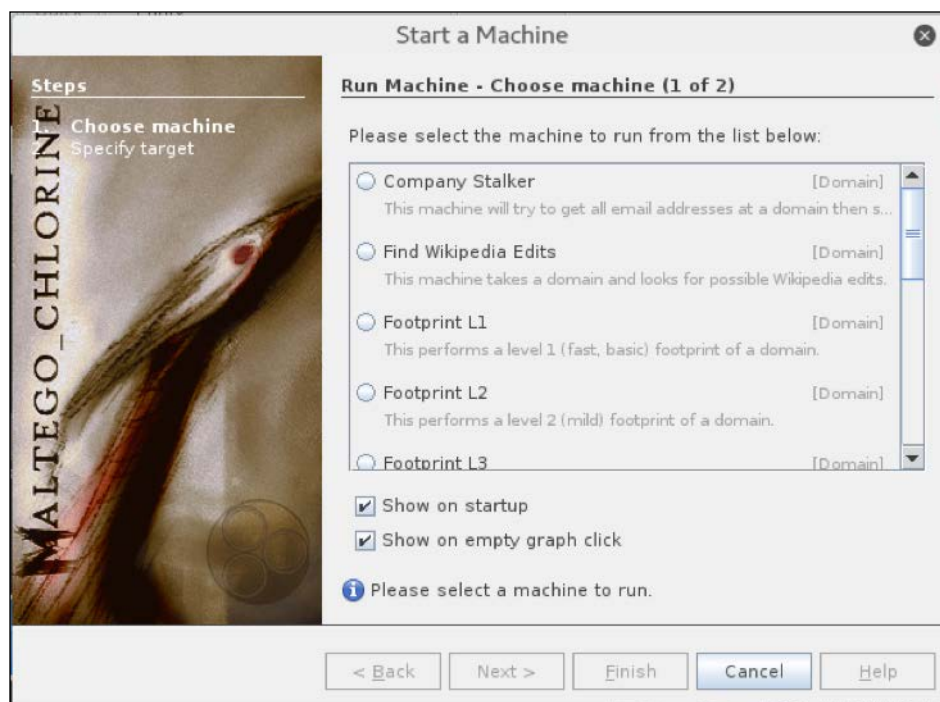 Start a Machine
Steps
1. Choose machine
2. Specify target
MALTEGO_CHLORINE
Run Machine - Choose machine (1 of 2)
Please select the machine to run from the list below:
Company Stalker [Domain]
This machine will try to get all email addresses at a domain then s...
Find Wikipedia Edits [Domain]
This machine takes a domain and looks for possible Wikipedia edits.
Footprint L1 [Domain]
This performs a level 1 (fast, basic) footprint of a domain.
Footprint L2 [Domain]
This performs a level 2 (mild) footprint of a domain.
Footprint L3 [Domain]
Show on startup
Show on empty graph click
Please select a machine to run.
< Back Next > Finish Cancel Help